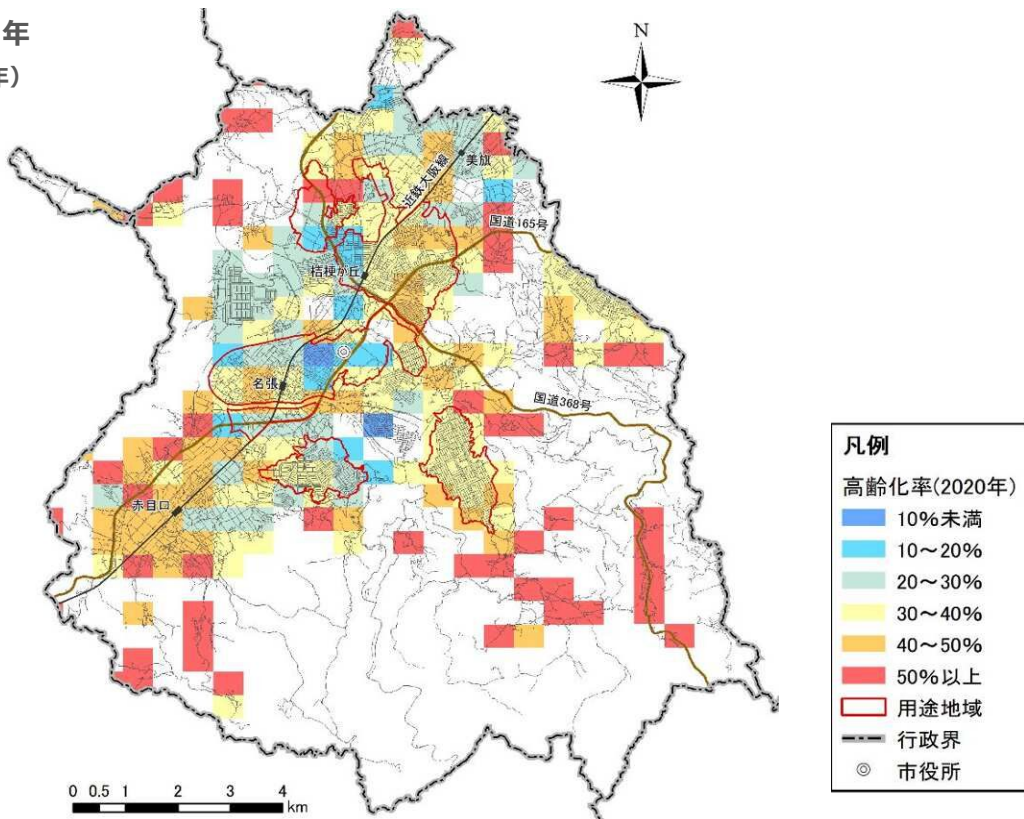 年
年）
N
美旗
近鉄大阪線
国道165号
桔梗が丘
名張
国道368号
赤目口
0 0.5 1 2 3 4
km
凡例
高齢化率(2020年)
10%未満
10～20%
20～30%
30～40%
40～50%
50%以上
用途地域
行政界
市役所